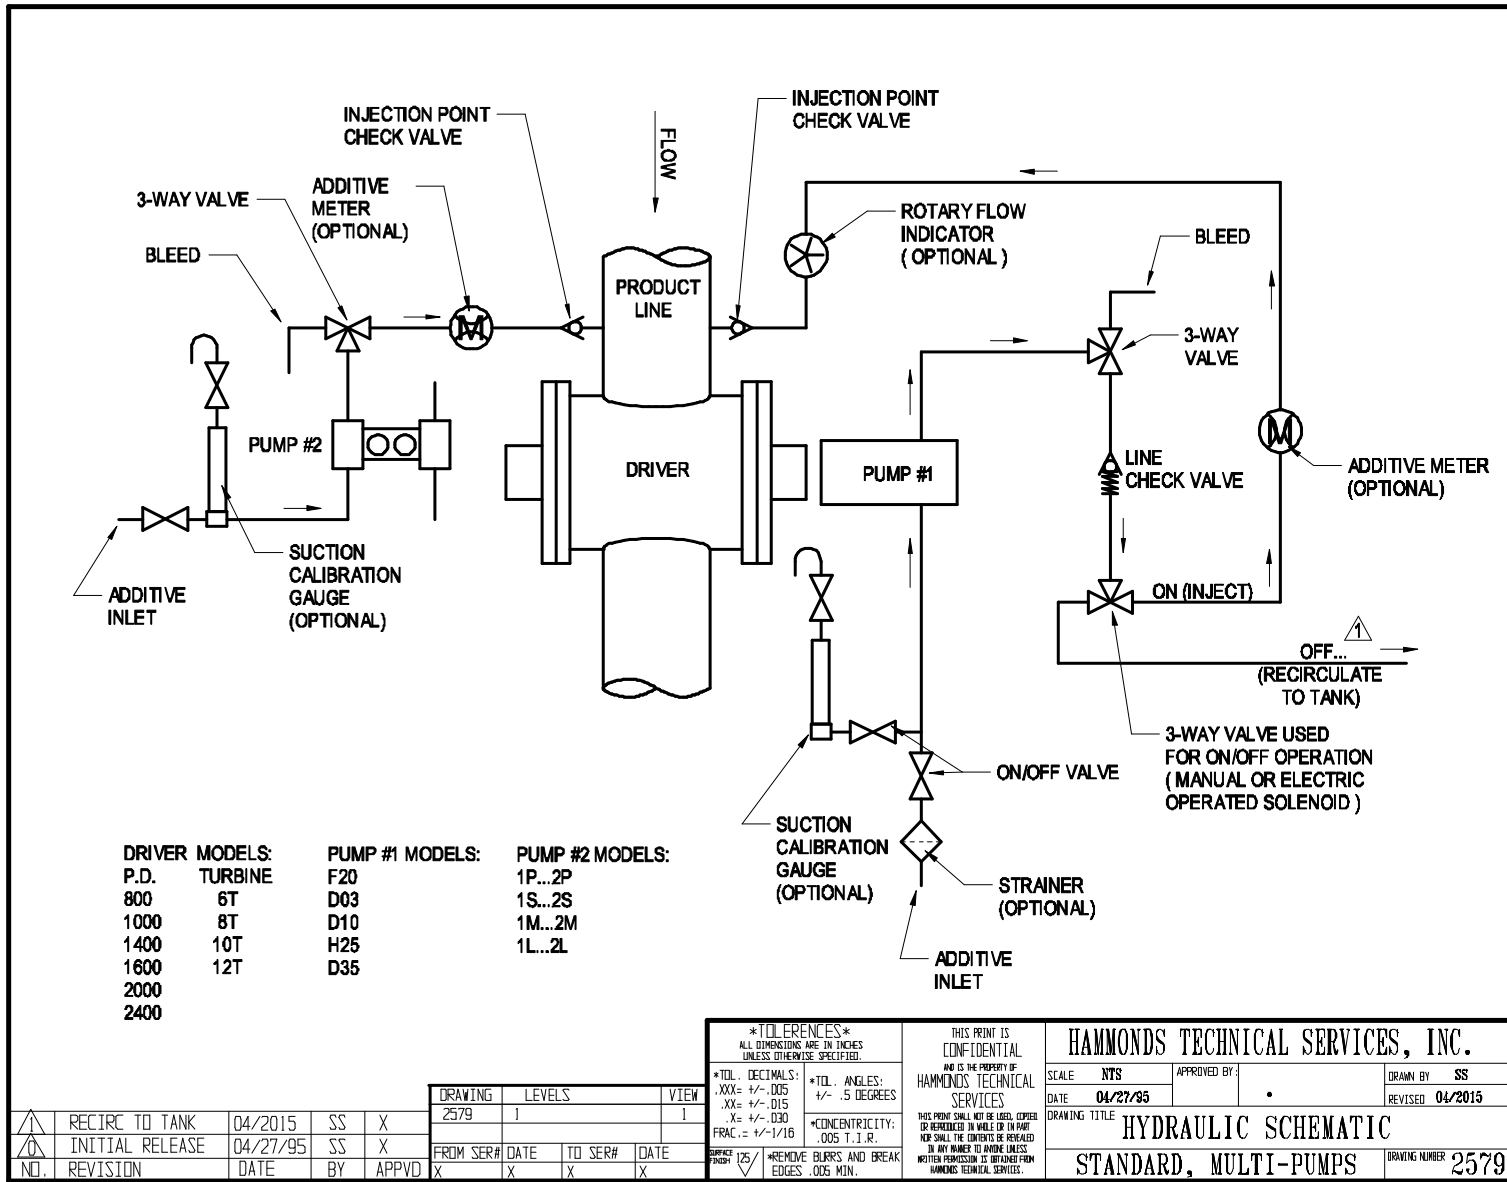 INJECTION POINT
CHECK VALVE
INJECTION POINT
CHECK VALVE
FLOW
3-WAY VALVE
ADDITIVE
METER
(OPTIONAL)
BLEED
ROTARY FLOW
INDICATOR
( OPTIONAL )
BLEED
PRODUCT
LINE
M
3-WAY
VALVE
PUMP #2
DRIVER
PUMP #1
LINE
CHECK VALVE
M
ADDITIVE METER
(OPTIONAL)
SUCTION
CALIBRATION
GAUGE
(OPTIONAL)
ADDITIVE
INLET
ON (INJECT)
1
OFF...
(RECIRCULATE
TO TANK)
3-WAY VALVE USED
FOR ON/OFF OPERATION
( MANUAL OR ELECTRIC
OPERATED SOLENOID )
ON/OFF VALVE
SUCTION
CALIBRATION
GAUGE
(OPTIONAL)
STRAINER
(OPTIONAL)
ADDITIVE
INLET
DRIVER MODELS: PUMP #1 MODELS: PUMP #2 MODELS:
P.D. TURBINE F20 1P...2P
800 6T D03 1S...2S
1000 8T D10 1M...2M
1400 10T H25 1L...2L
1600 12T D35
2000
2400
1 RECIRC TO TANK 04/2015 SS X
0 INITIAL RELEASE 04/27/95 SS X
NO. REVISION DATE BY APPVD
DRAWING LEVELS VIEW
2579 1 1
FROM SER# DATE TO SER# DATE
X X X X
*TOLERENCES*
ALL DIMENSIONS ARE IN INCHES
UNLESS OTHERWISE SPECIFIED.
*TOL. DECIMALS:
.XXX= +/-.005
.XX= +/-.015
.X= +/-.030
FRAC.= +/-1/16
*TOL. ANGLES:
+/- .5 DEGREES
*CONCENTRICITY:
.005 T.I.R.
SURFACE
FINISH
125
*REMOVE BURRS AND BREAK
EDGES .005 MIN.
THIS PRINT IS
CONFIDENTIAL
AND IS THE PROPERTY OF
HAMMONDS TECHNICAL
SERVICES
THIS PRINT SHALL NOT BE USED, COPIED
OR REPRODUCED IN WHOLE OR IN PART
NOR SHALL THE CONTENTS BE REVEALED
IN ANY MANNER TO ANYONE UNLESS
WRITTEN PERMISSION IS OBTAINED FROM
HAMMONDS TECHNICAL SERVICES.
HAMMONDS TECHNICAL SERVICES, INC.
SCALE NTS APPROVED BY: DRAWN BY SS
DATE 04/27/95 REVISED 04/2015
DRAWING TITLE HYDRAULIC SCHEMATIC
STANDARD, MULTI-PUMPS
DRAWING NUMBER 2579